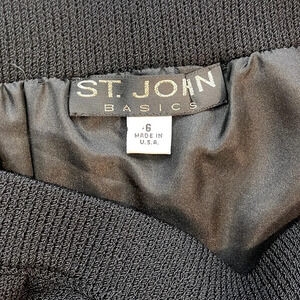 ST. JOHN
BASICS
6
MADE IN
U.S.A.